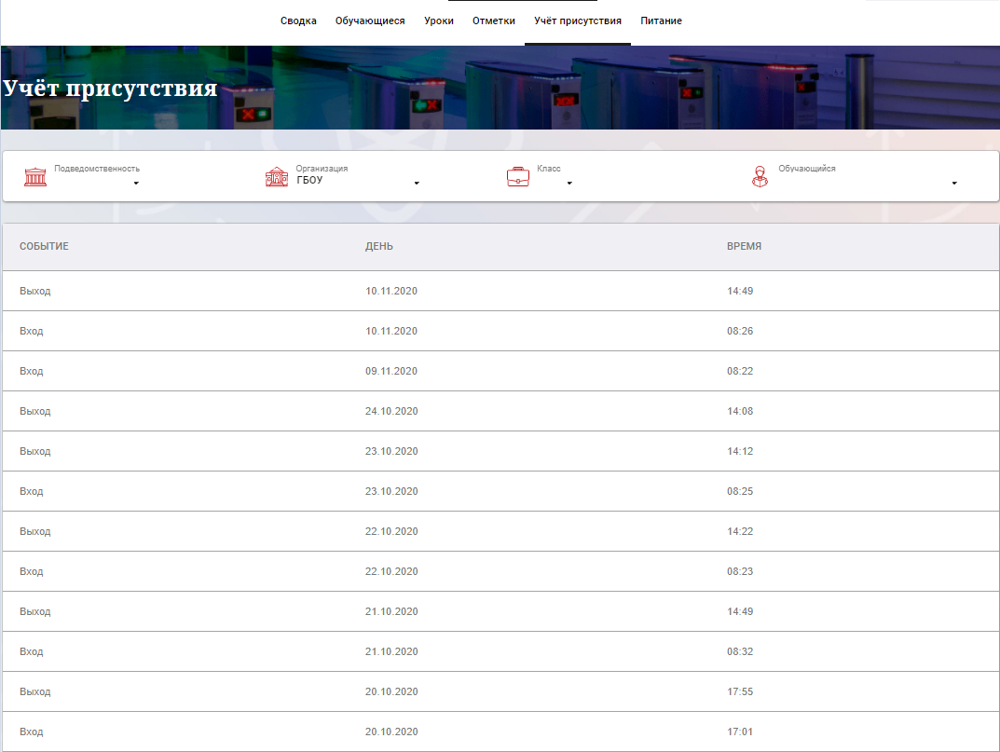 Сводка Обучающиеся Уроки Отметки Учёт присутствия Питание
Учёт присутствия
Подведомственность Организация Класс Обучающийся
ГБОУ
СОБЫТИЕ ДЕНЬ ВРЕМЯ
Выход 10.11.2020 14:49
Вход 10.11.2020 08:26
Вход 09.11.2020 08:22
Выход 24.10.2020 14:08
Выход 23.10.2020 14:12
Вход 23.10.2020 08:25
Выход 22.10.2020 14:22
Вход 22.10.2020 08:23
Выход 21.10.2020 14:49
Вход 21.10.2020 08:32
Выход 20.10.2020 17:55
Вход 20.10.2020 17:01